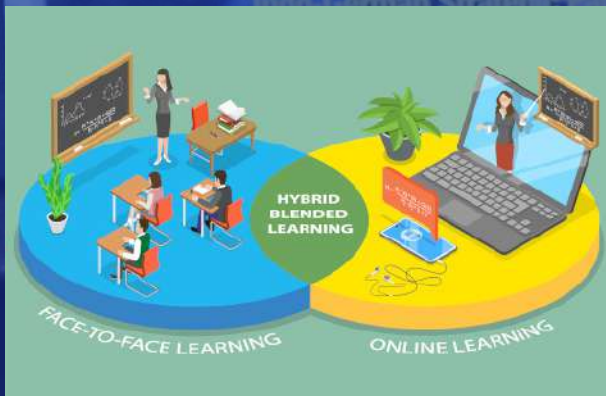 HYBRID
BLENDED
LEARNING
FACE-TO-FACE LEARNING
ONLINE LEARNING